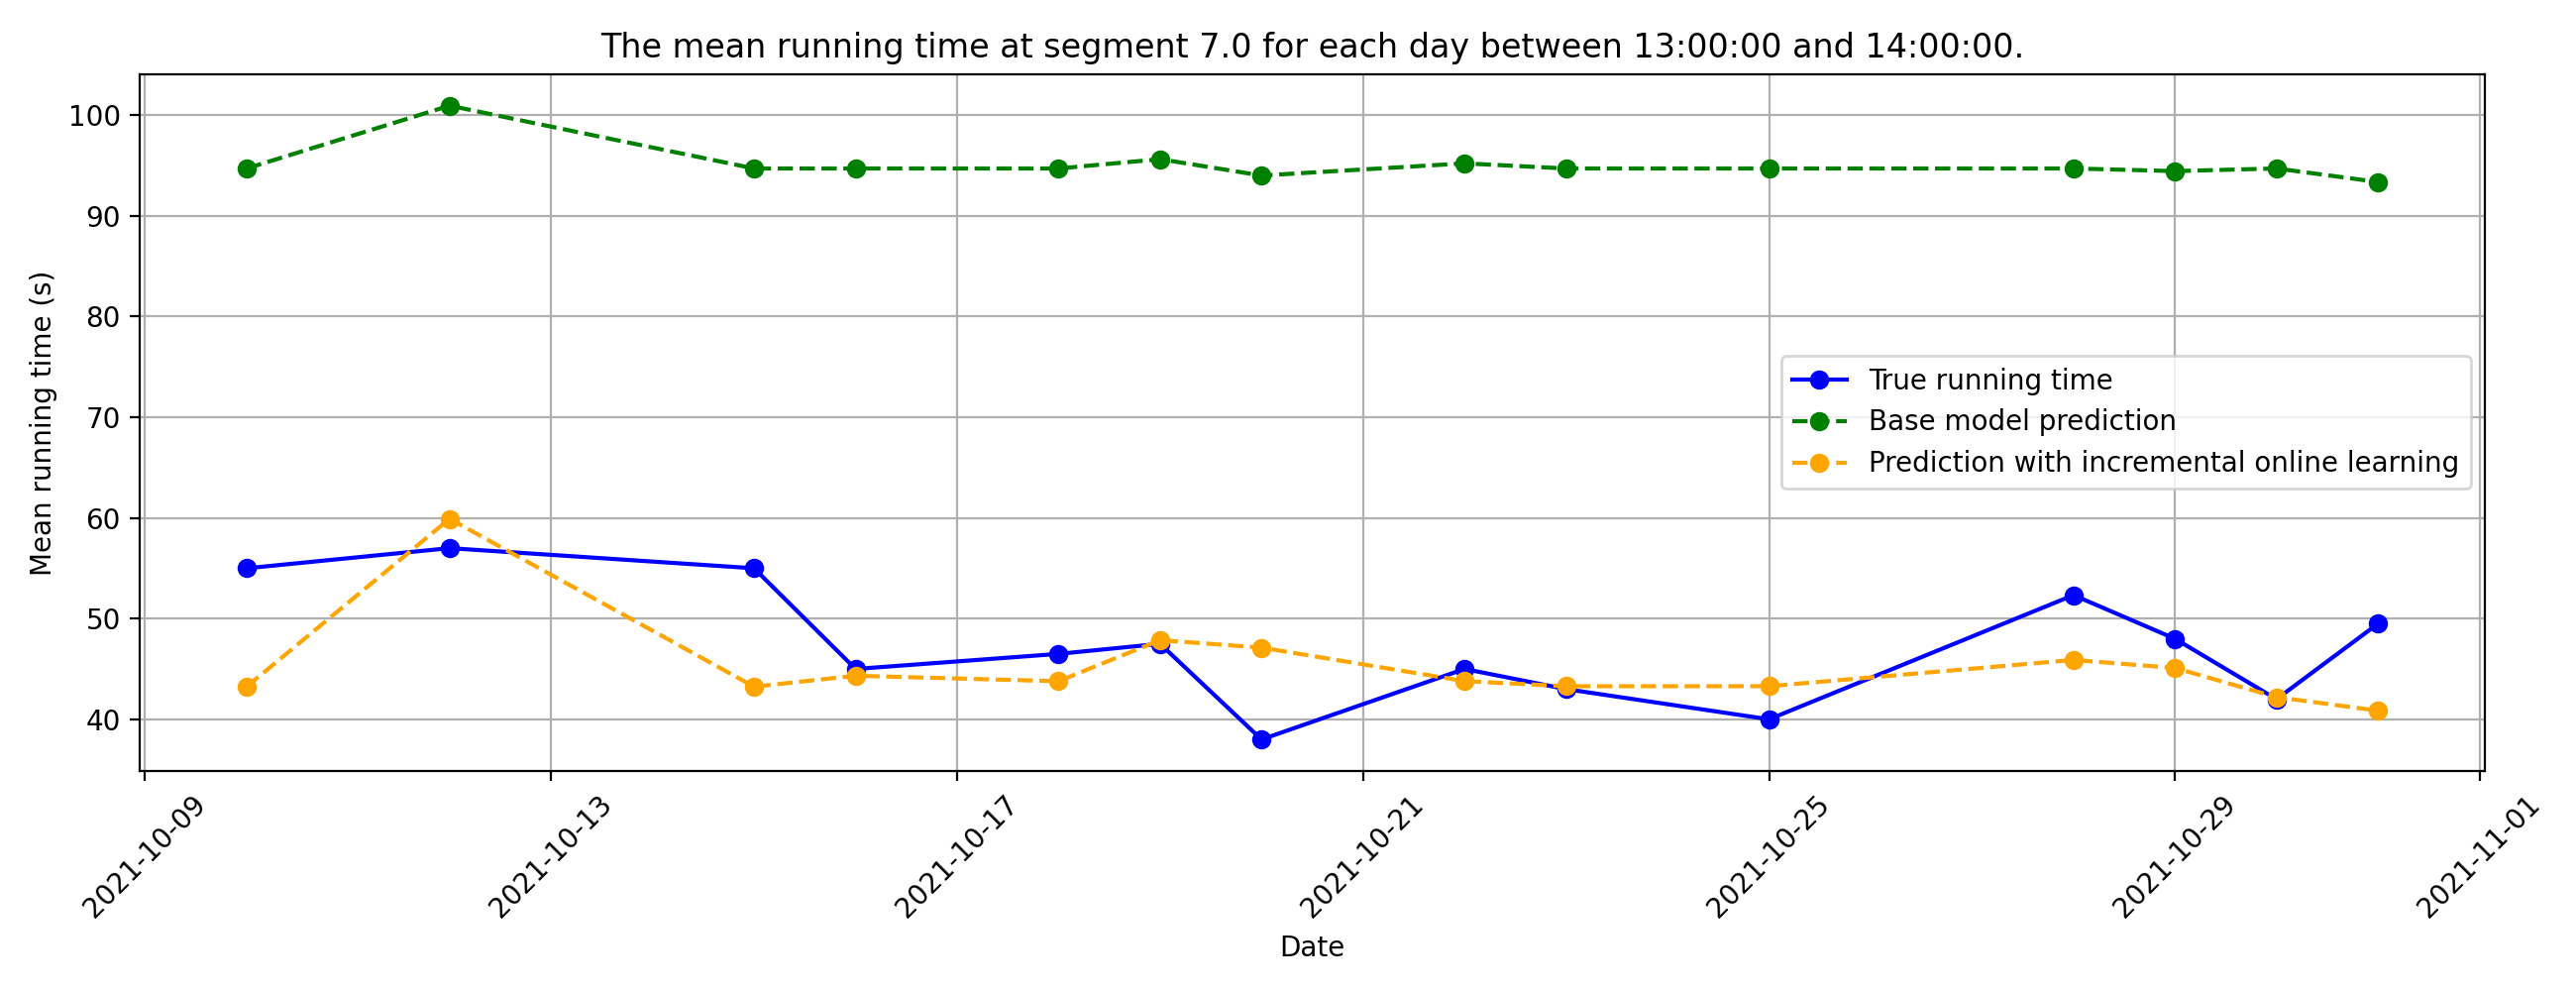 The mean running time at segment 7.0 for each day between 13:00:00 and 14:00:00.
Mean running time (s)
100
90
80
70
60
50
40
True running time
Base model prediction
Prediction with incremental online learning
2021-10-09
2021-10-13
2021-10-17
2021-10-21
2021-10-25
2021-10-29
2021-11-01
Date